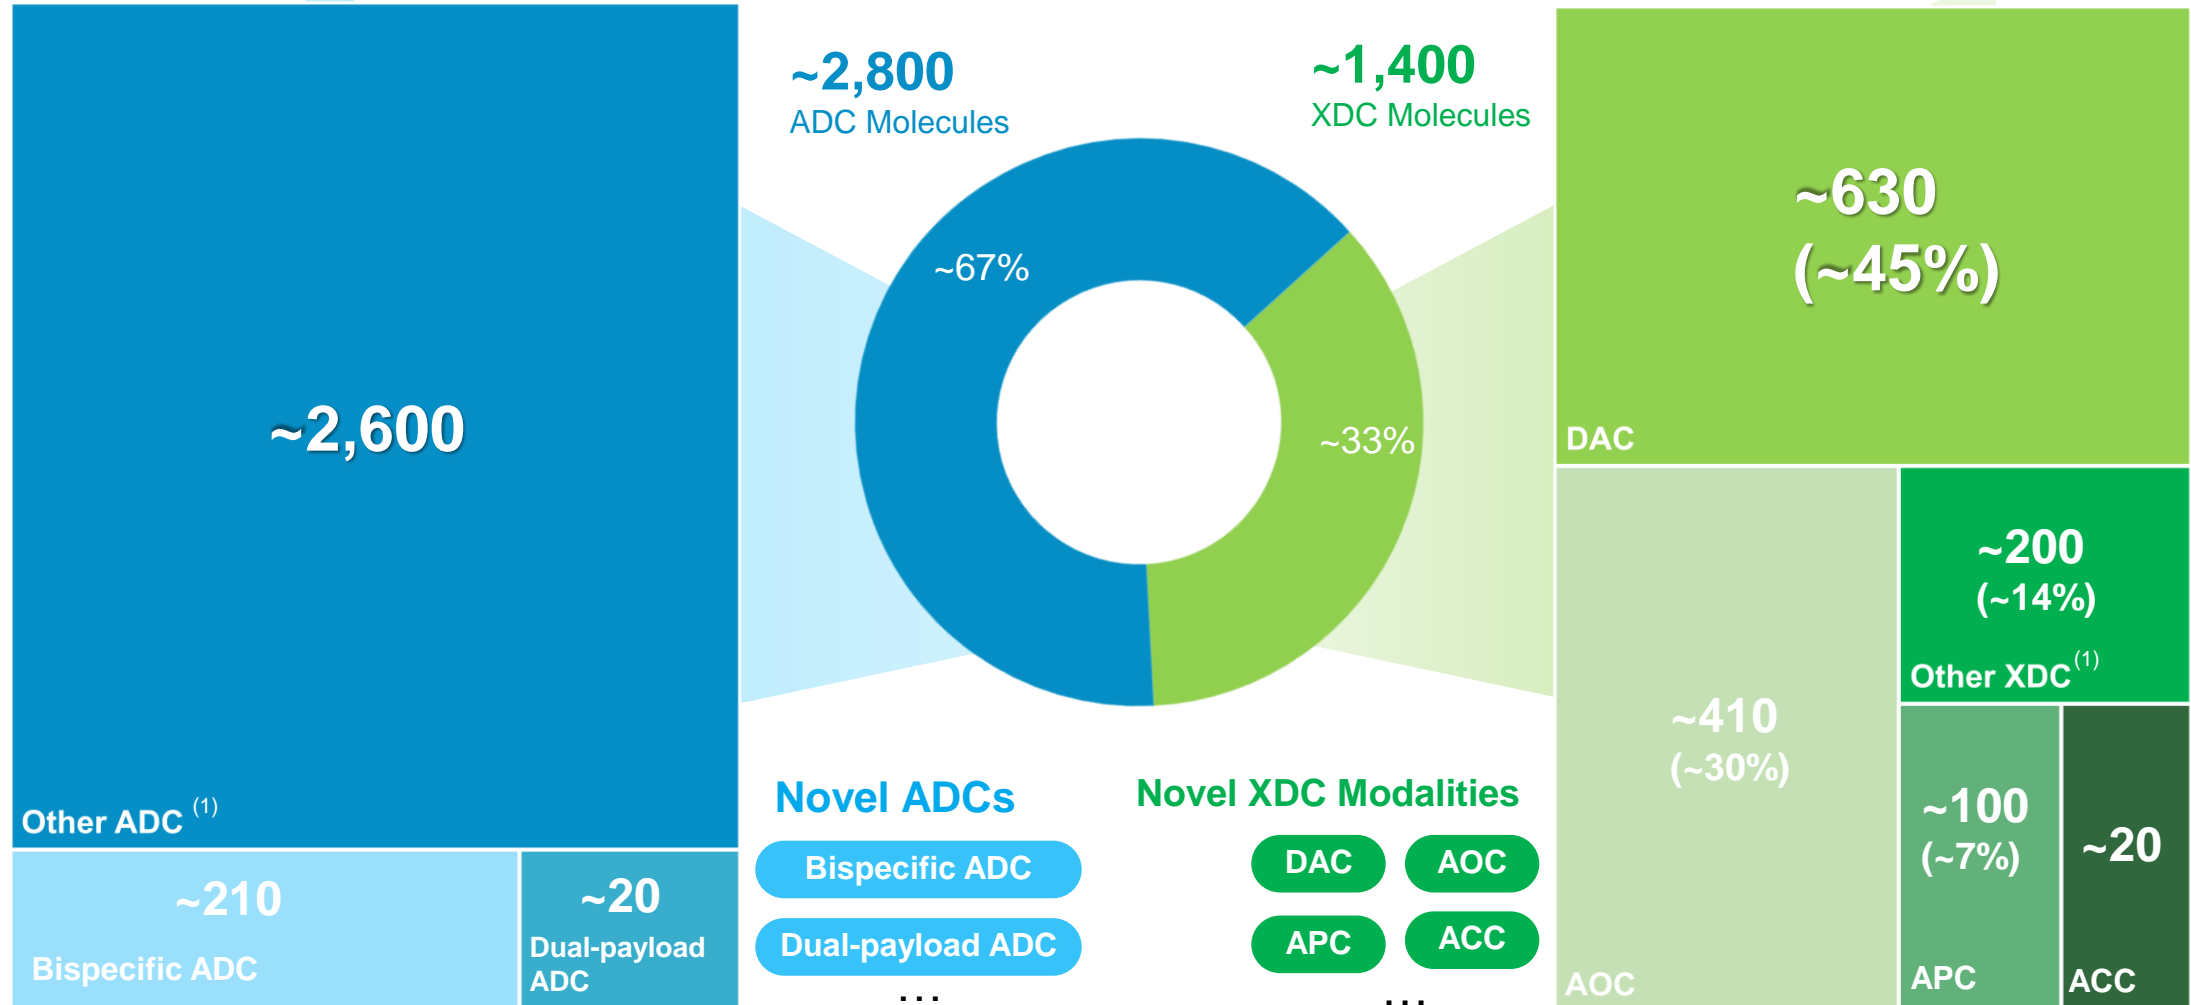 ~2,600
Other ADC (1)
~210
Bispecific ADC
~20
Dual-payload
ADC
~2,800
ADC Molecules
~1,400
XDC Molecules
~67%
~33%
Novel ADCs
Bispecific ADC
Dual-payload ADC
...
Novel XDC Modalities
DAC
AOC
APC
ACC
...
~630
(~45%)
DAC
~410
(~30%)
AOC
~200
(~14%)
Other XDC (1)
~100
(~7%)
APC
~20
ACC